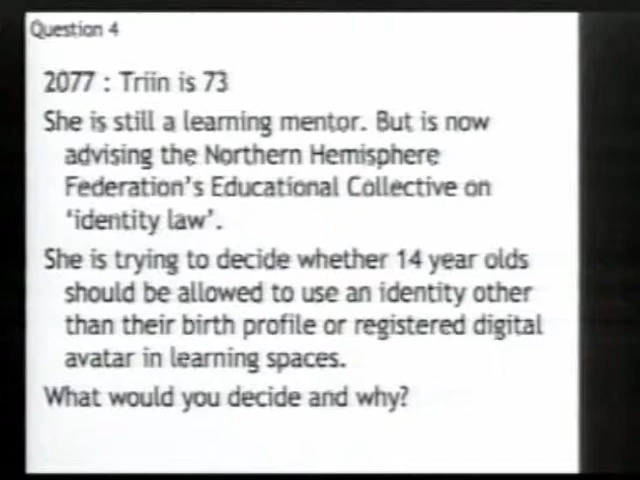 Question 4
2077 : Triin is 73
She is still a learning mentor. But is now
advising the Northern Hemisphere
Federation's Educational Collective on
'identity law'.
She is trying to decide whether 14 year olds
should be allowed to use an identity other
than their birth profile or registered digital
avatar in learning spaces.
What would you decide and why?